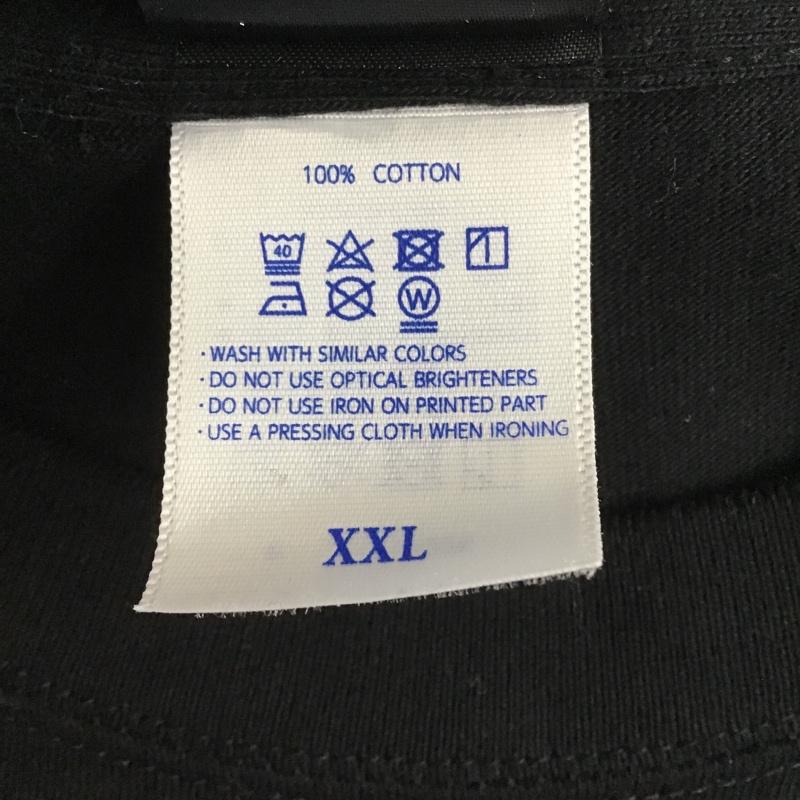 100% COTTON
40
W
· WASH WITH SIMILAR COLORS
· DO NOT USE OPTICAL BRIGHTENERS
· DO NOT USE IRON ON PRINTED PART
· USE A PRESSING CLOTH WHEN IRONING
XXL